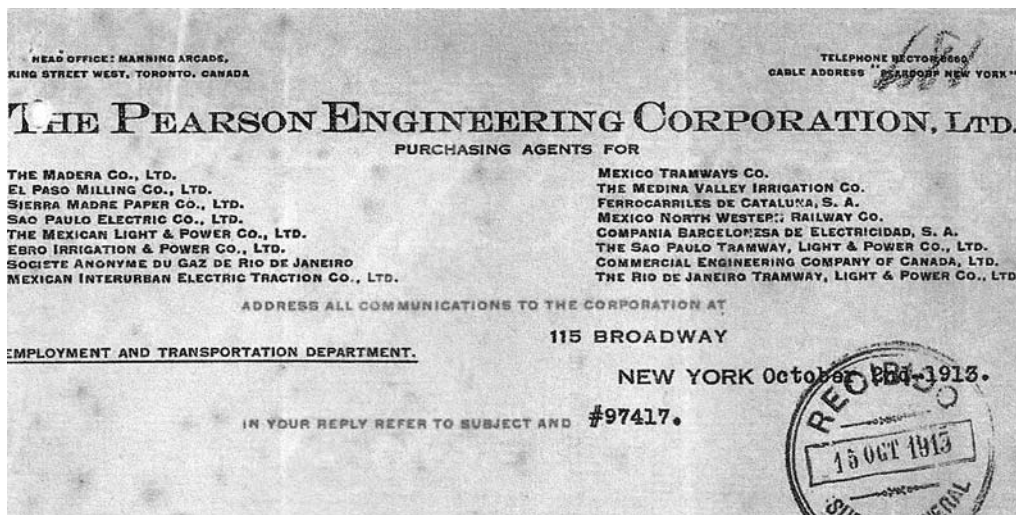 HEAD OFFICE: MANNING ARCADE,
KING STREET WEST, TORONTO, CANADA
TELEPHONE RECTOR 6660
CABLE ADDRESS "PEARDORP NEW YORK"
THE PEARSON ENGINEERING CORPORATION, LTD.
PURCHASING AGENTS FOR
THE MADERA CO., LTD.
EL PASO MILLING CO., LTD.
SIERRA MADRE PAPER CO., LTD.
SAO PAULO ELECTRIC CO., LTD.
THE MEXICAN LIGHT & POWER CO., LTD.
EBRO IRRIGATION & POWER CO., LTD.
SOCIETE ANONYME DU GAZ DE RIO DE JANEIRO
MEXICAN INTERURBAN ELECTRIC TRACTION CO., LTD.
MEXICO TRAMWAYS CO.
THE MEDINA VALLEY IRRIGATION CO.
FERROCARRILES DE CATALUNA, S. A.
MEXICO NORTH WESTERN RAILWAY CO.
COMPANIA BARCELONESA DE ELECTRICIDAD, S. A.
THE SAO PAULO TRAMWAY, LIGHT & POWER CO., LTD.
COMMERCIAL ENGINEERING COMPANY OF CANADA, LTD.
THE RIO DE JANEIRO TRAMWAY, LIGHT & POWER CO., LTD
ADDRESS ALL COMMUNICATIONS TO THE CORPORATION AT
115 BROADWAY
EMPLOYMENT AND TRANSPORTATION DEPARTMENT.
NEW YORK October 2nd-1913.
IN YOUR REPLY REFER TO SUBJECT AND #97417.
RECIBIDO
15 OCT 1913